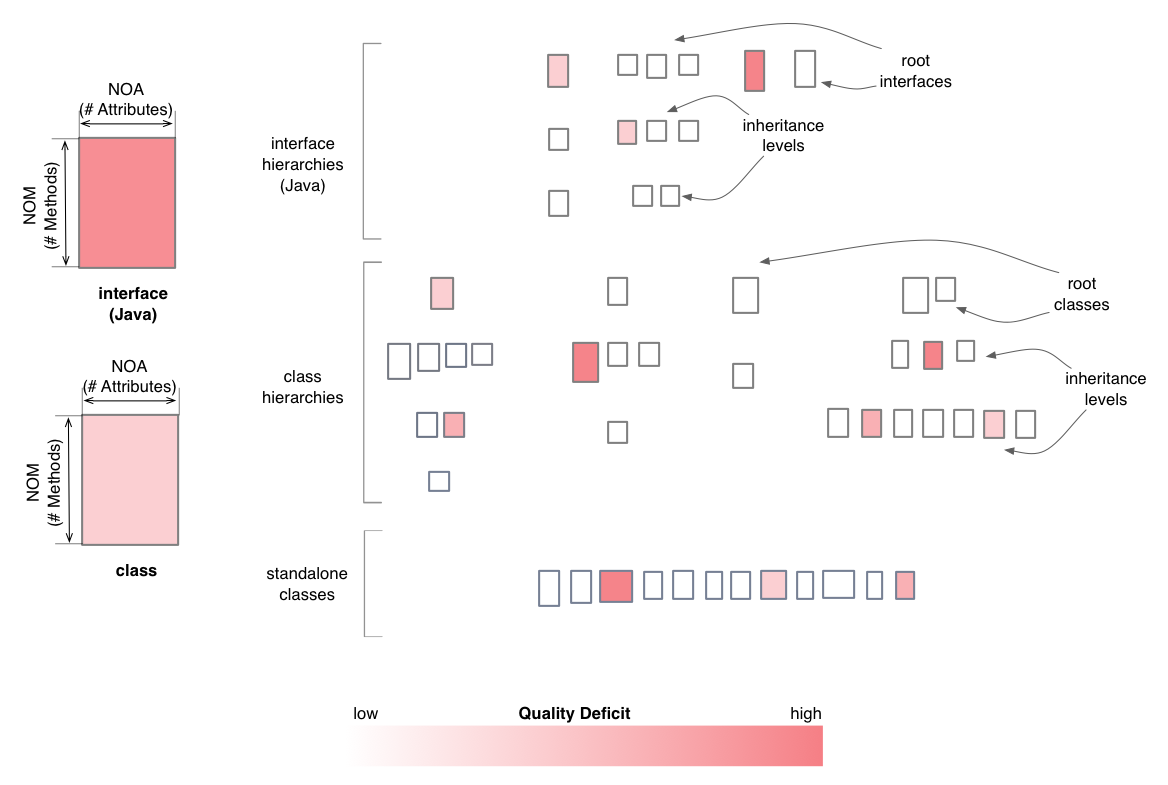 NOA
(# Attributes)
NOM
(# Methods)
interface
(Java)
NOA
(# Attributes)
NOM
(# Methods)
class
interface
hierarchies
(Java)
root
interfaces
inheritance
levels
class
hierarchies
root
classes
inheritance
levels
standalone
classes
low
Quality Deficit
high